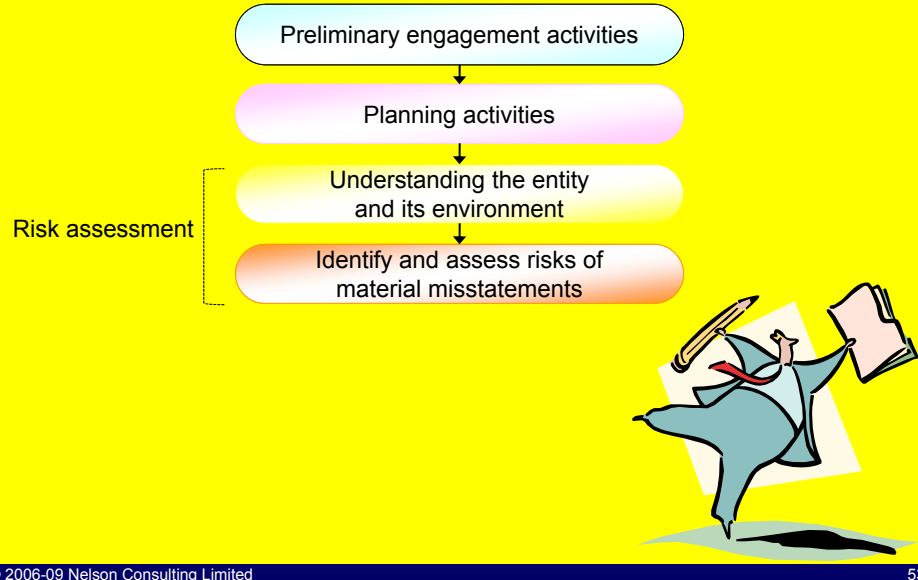 Preliminary engagement activities
Planning activities
Understanding the entity
and its environment
Risk assessment
Identify and assess risks of
material misstatements
2006-09 Nelson Consulting Limited